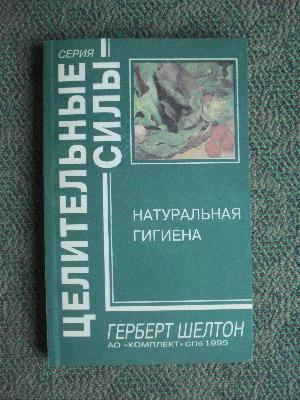 СЕРИЯ
ЦЕЛИТЕЛЬНЫЕ
СИЛЫ
НАТУРАЛЬНАЯ
ГИГИЕНА
ГЕРБЕРТ ШЕЛТОН
АО «КОМПЛЕКТ» СПб 1995